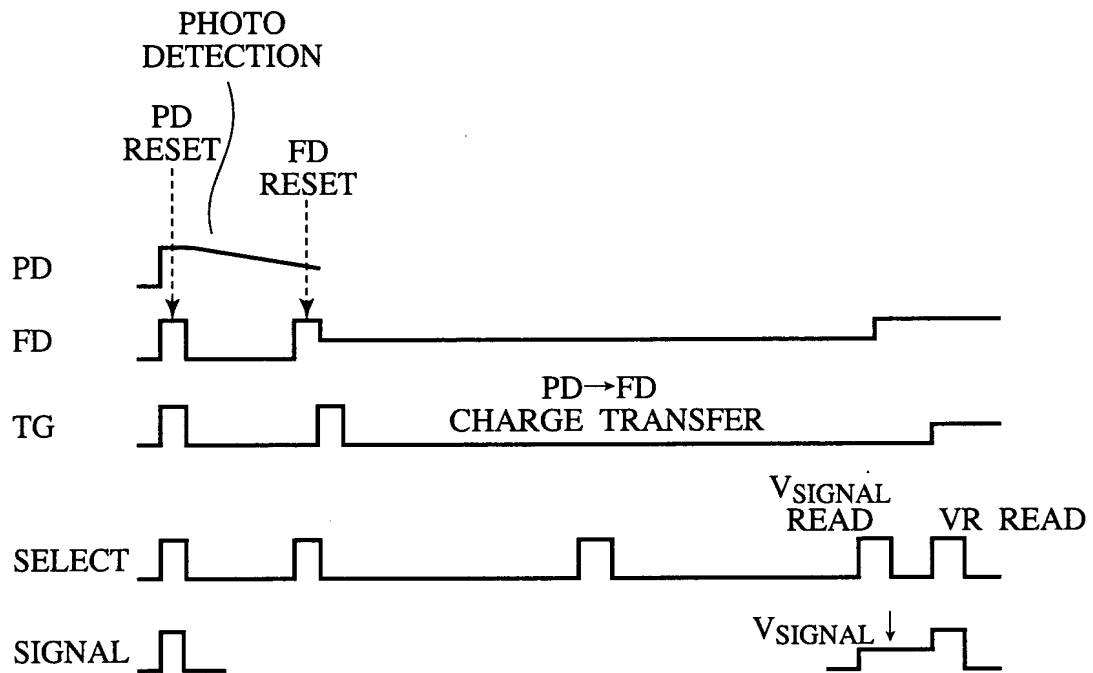 PHOTO
DETECTION
PD
RESET
FD
RESET
PD
FD
PD→FD
CHARGE TRANSFER
TG
VSIGNAL
READ
VR READ
SELECT
VSIGNAL
SIGNAL